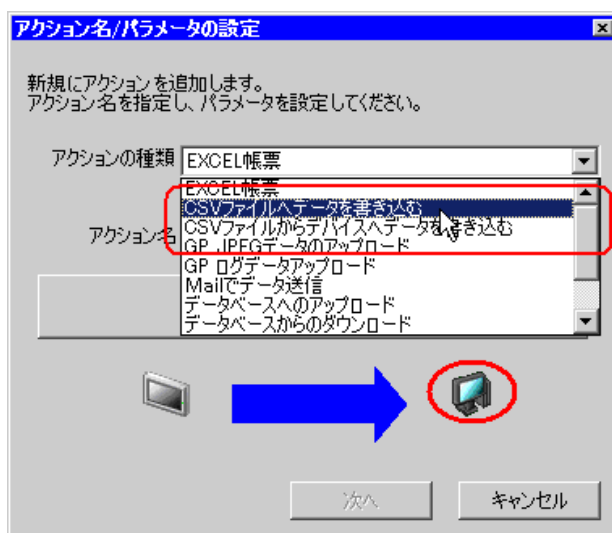 アクション名/パラメータの設定
新規にアクションを追加します。
アクション名を指定し、パラメータを設定してください。
アクションの種類 EXCEL帳票
EXCEL帳票
CSVファイルへデータを書き込む
アクション名 CSVファイルからデバイスへデータを書き込む
GP JPEGデータのアップロード
GP ログデータアップロード
Mailでデータ送信
データベースへのアップロード
データベースからのダウンロード
次へ キャンセル